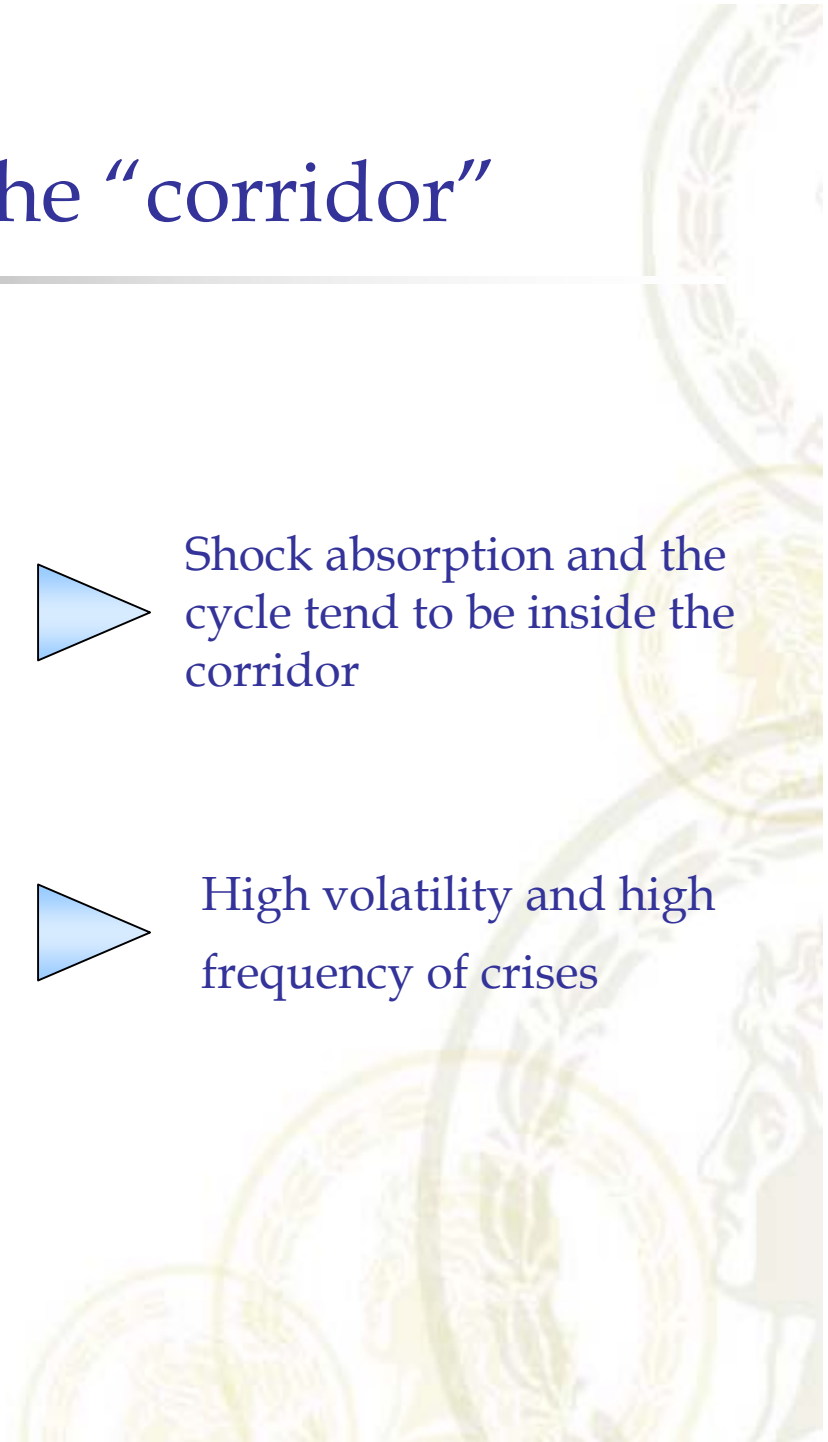 he “corridor”
Shock absorption and the
cycle tend to be inside the
corridor
High volatility and high
frequency of crises